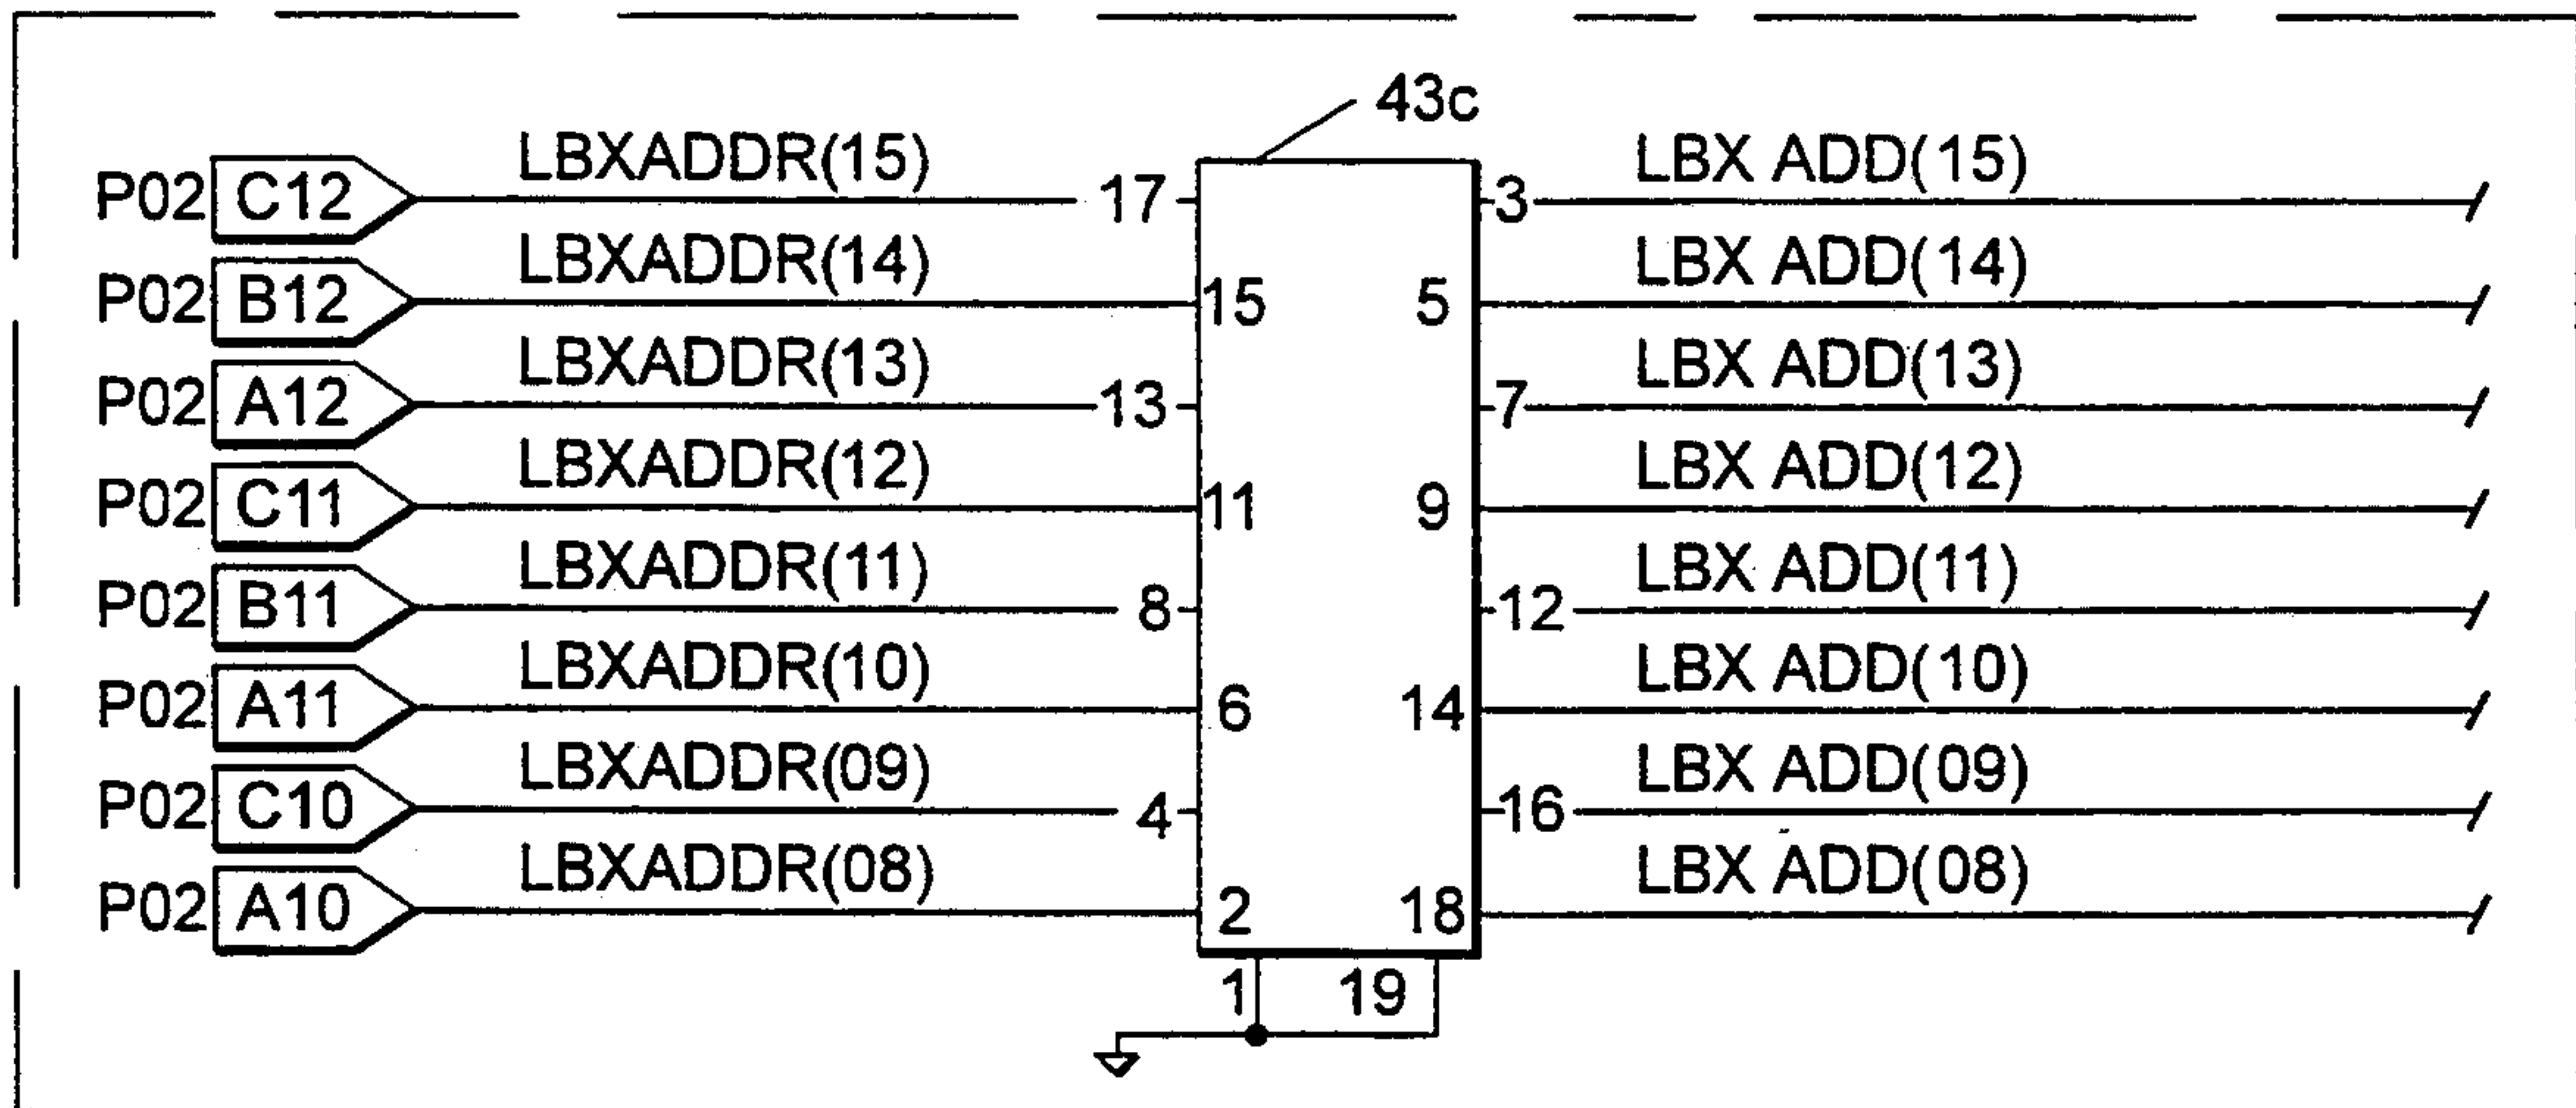 43c
P02 C12 LBXADDR(15) 17 3 LBX ADD(15)
P02 B12 LBXADDR(14) 15 5 LBX ADD(14)
P02 A12 LBXADDR(13) 13 7 LBX ADD(13)
P02 C11 LBXADDR(12) 11 9 LBX ADD(12)
P02 B11 LBXADDR(11) 8 12 LBX ADD(11)
P02 A11 LBXADDR(10) 6 14 LBX ADD(10)
P02 C10 LBXADDR(09) 4 16 LBX ADD(09)
P02 A10 LBXADDR(08) 2 18 LBX ADD(08)
1 19